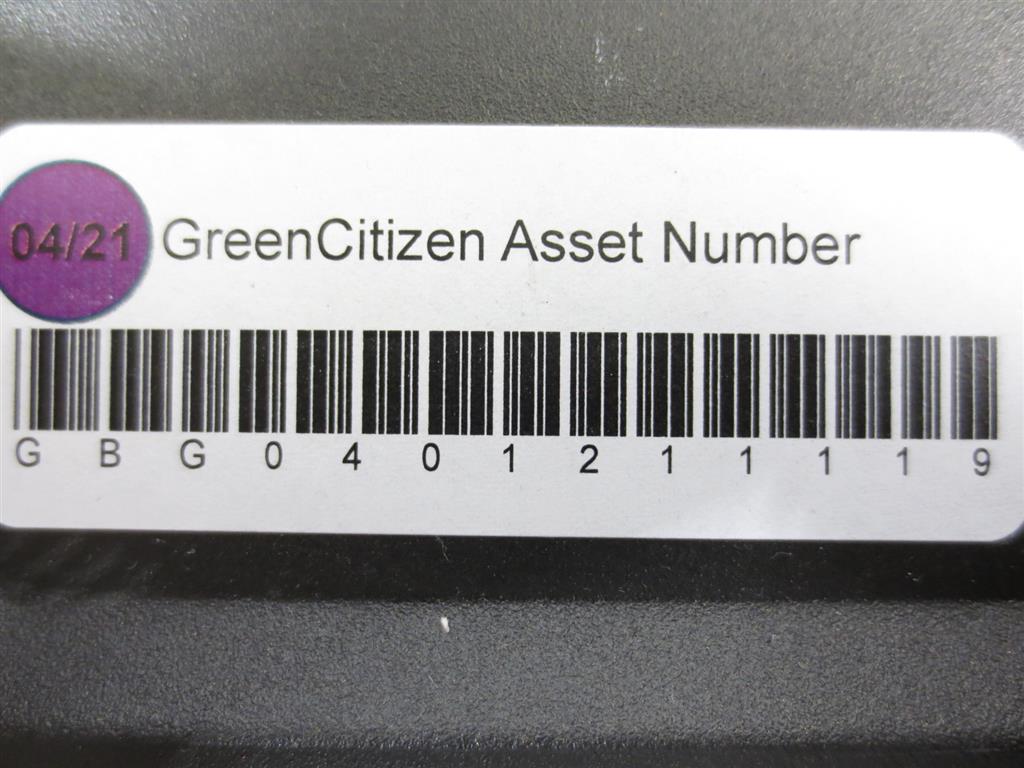 04/21 GreenCitizen Asset Number
G B G 0 4 0 1 2 1 1 1 1 9